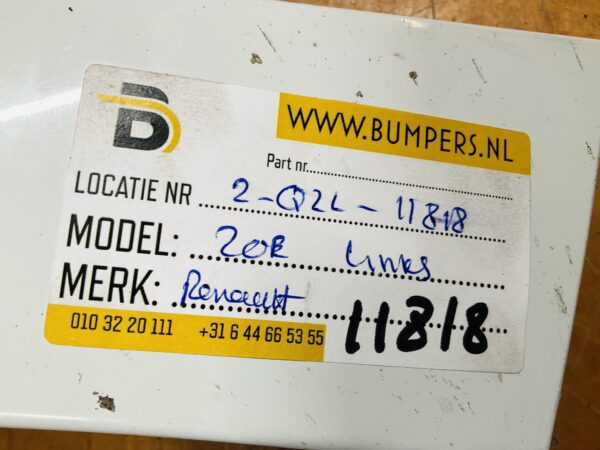 WWW.BUMPERS.NL
Part nr.
LOCATIE NR 2-Q2L-11818
MODEL: ZOE Links
MERK: Renault
010 32 20 111 +31 6 44 66 53 55
11818